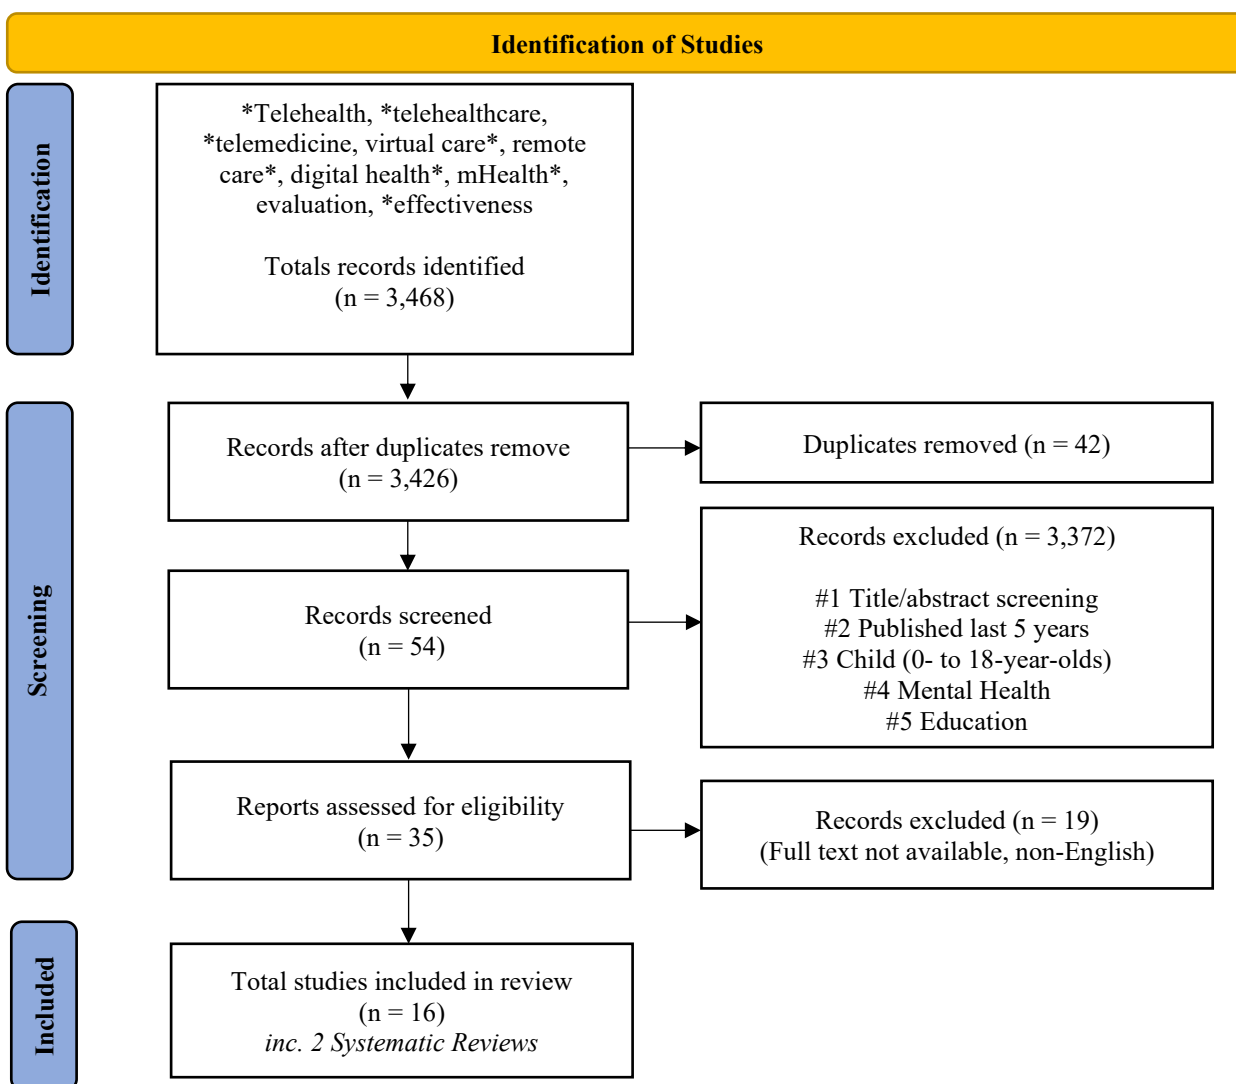 Identification of Studies
Identification
*Telehealth, *telehealthcare,
*telemedicine, virtual care*, remote
care*, digital health*, mHealth*,
evaluation, *effectiveness
Totals records identified
(n = 3,468)
Screening
Records after duplicates remove
(n = 3,426)
Duplicates removed (n = 42)
Records screened
(n = 54)
Records excluded (n = 3,372)
#1 Title/abstract screening
#2 Published last 5 years
#3 Child (0- to 18-year-olds)
#4 Mental Health
#5 Education
Reports assessed for eligibility
(n = 35)
Records excluded (n = 19)
(Full text not available, non-English)
Included
Total studies included in review
(n = 16)
inc. 2 Systematic Reviews